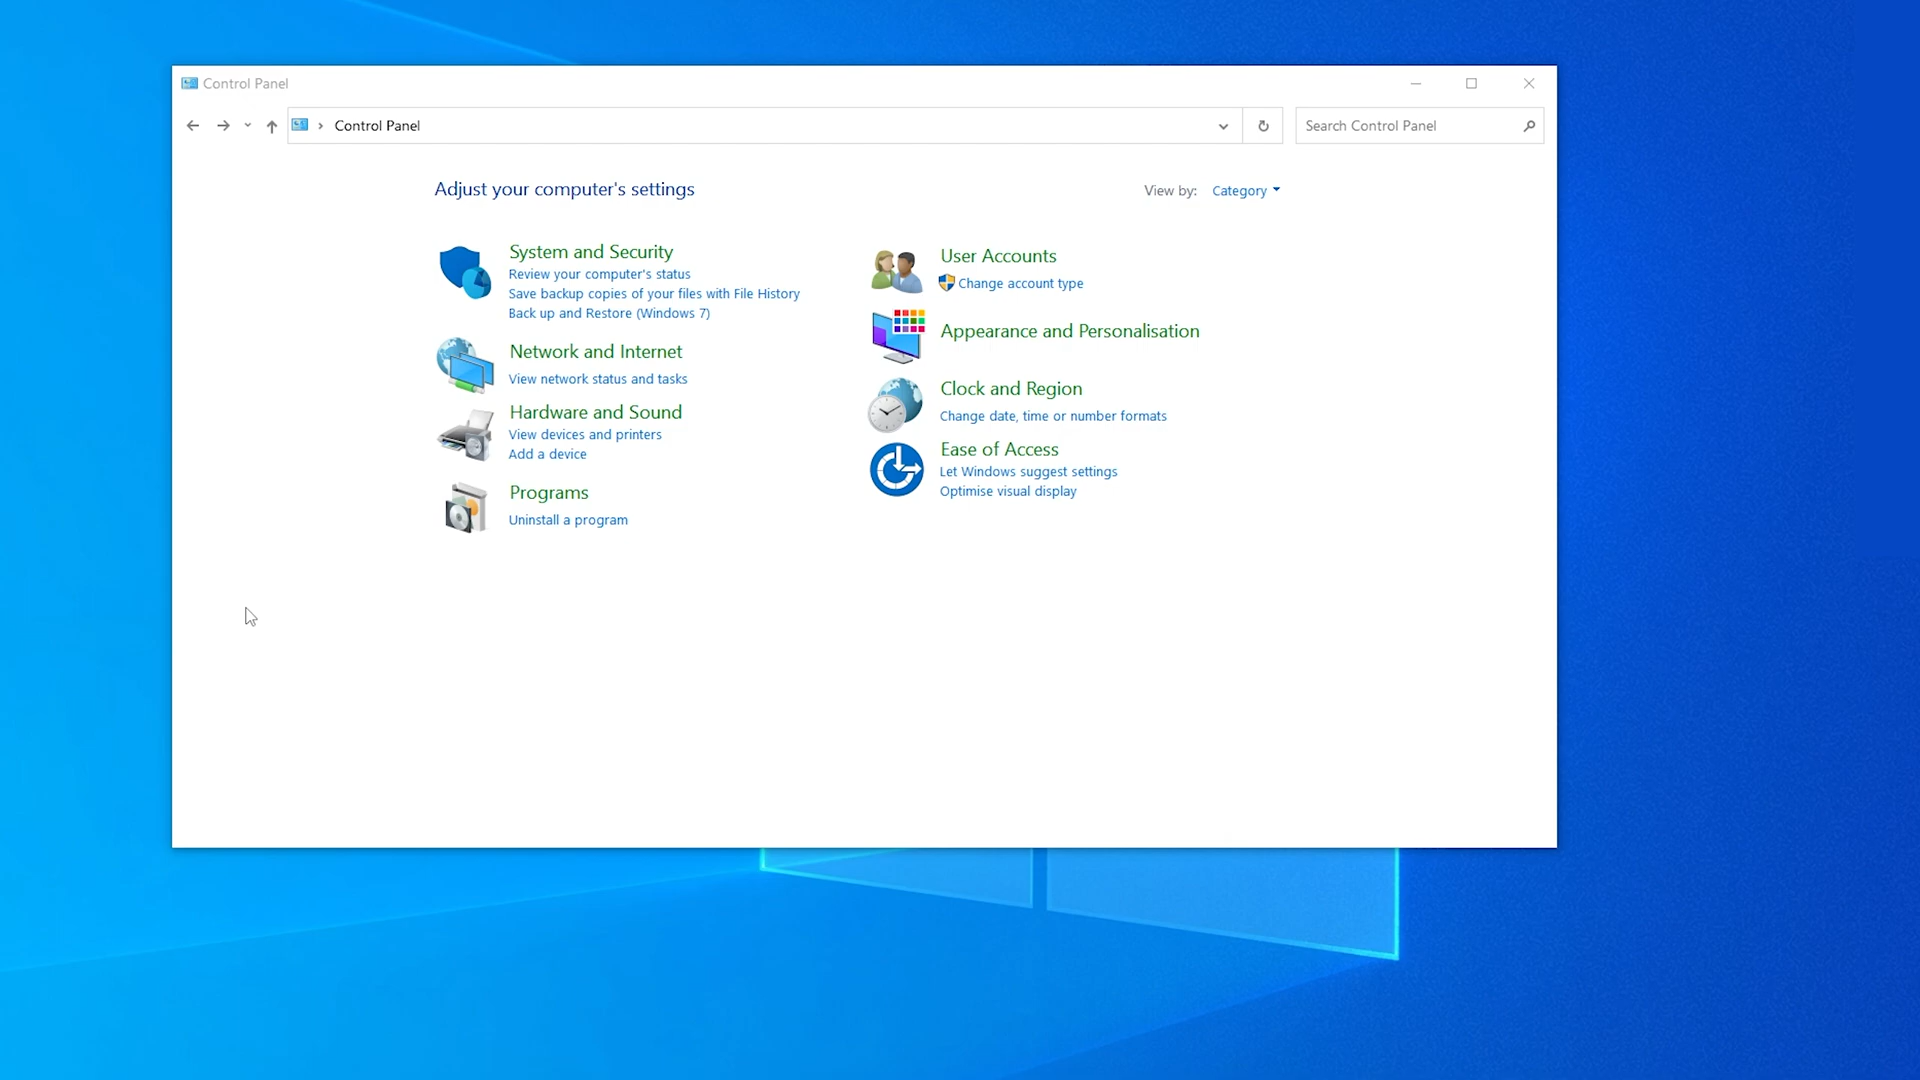 Control Panel
Control Panel
Search Control Panel
Adjust your computer's settings
View by: Category
System and Security
Review your computer's status
Save backup copies of your files with File History
Back up and Restore (Windows 7)
Network and Internet
View network status and tasks
Hardware and Sound
View devices and printers
Add a device
Programs
Uninstall a program
User Accounts
Change account type
Appearance and Personalisation
Clock and Region
Change date, time or number formats
Ease of Access
Let Windows suggest settings
Optimise visual display